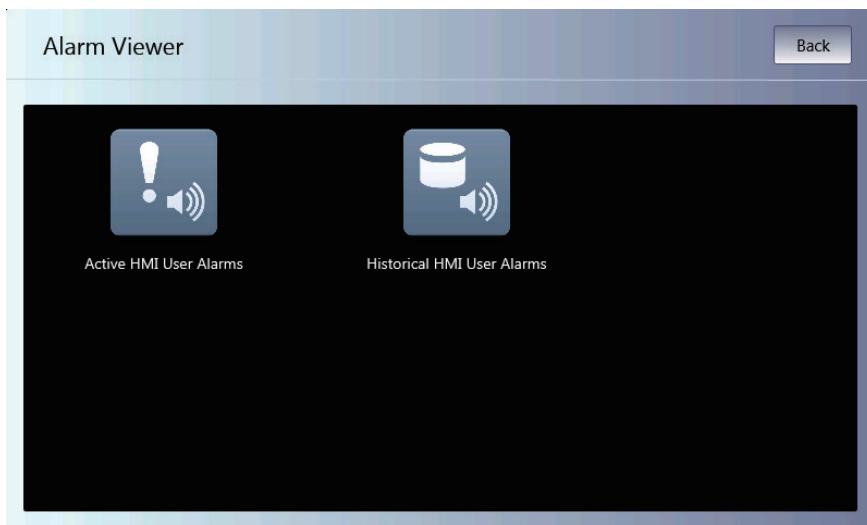 Alarm Viewer
Back
Active HMI User Alarms
Historical HMI User Alarms